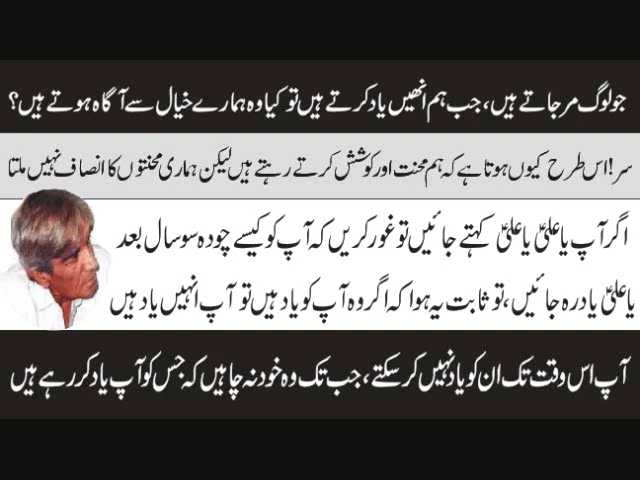 جو لوگ مر جاتے ہیں، جب ہم انھیں یاد کرتے ہیں تو کیا وہ ہمارے خیال سے آگاہ ہوتے ہیں؟
سر! اس طرح کیوں ہوتا ہے کہ ہم محنت اور کوشش کرتے رہتے ہیں لیکن ہماری محنتوں کا انصاف نہیں ملتا
اگر آپ یا علیؑ یا علیؑ کہتے جائیں تو غور کریں کہ آپ کو کیسے چودہ سو سال بعد
یا علیؑ یاد رہ جائیں، تو ثابت یہ ہوا کہ اگر وہ آپ کو یاد ہیں تو آپ انہیں یاد ہیں
آپ اس وقت تک ان کو یاد نہیں کر سکتے، جب تک وہ خود نہ چاہیں کہ جس کو آپ یاد کر رہے ہیں